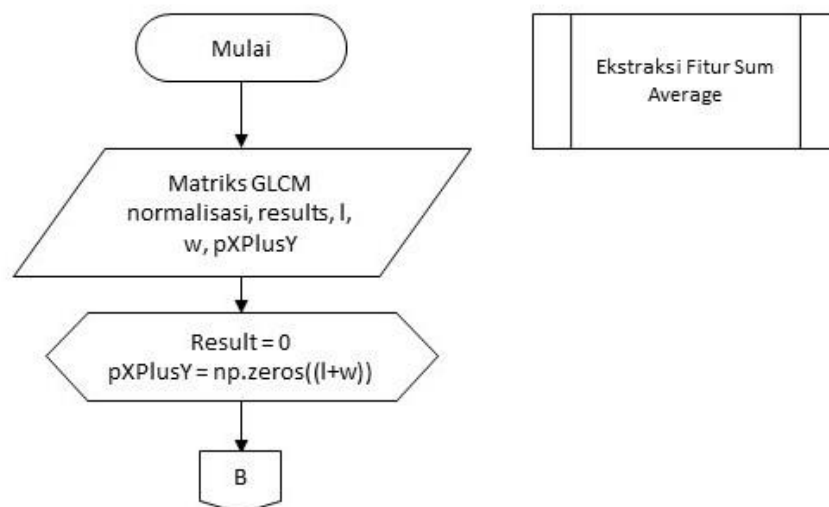 Mulai
Ekstraksi Fitur Sum
Average
Matriks GLCM
normalisasi, results, l,
w, pXPlusY
Result = 0
pXPlusY = np.zeros((l+w))
B